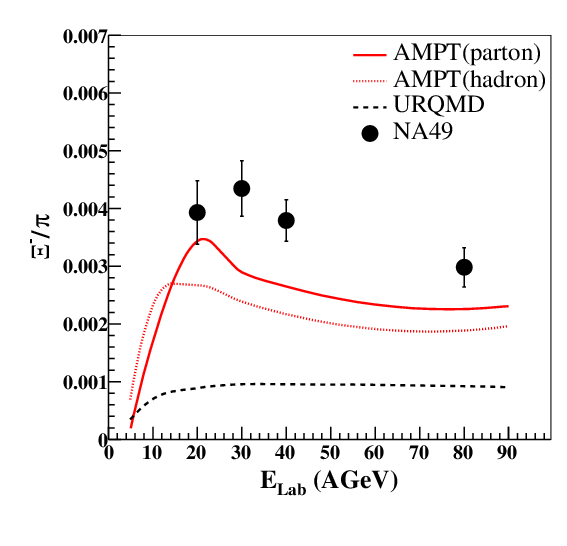 0.007
0.006
0.005
0.004
0.003
0.002
0.001
0
Ξ⁻/π
AMPT(parton)
AMPT(hadron)
URQMD
NA49
0 10 20 30 40 50 60 70 80 90
E_Lab (AGeV)